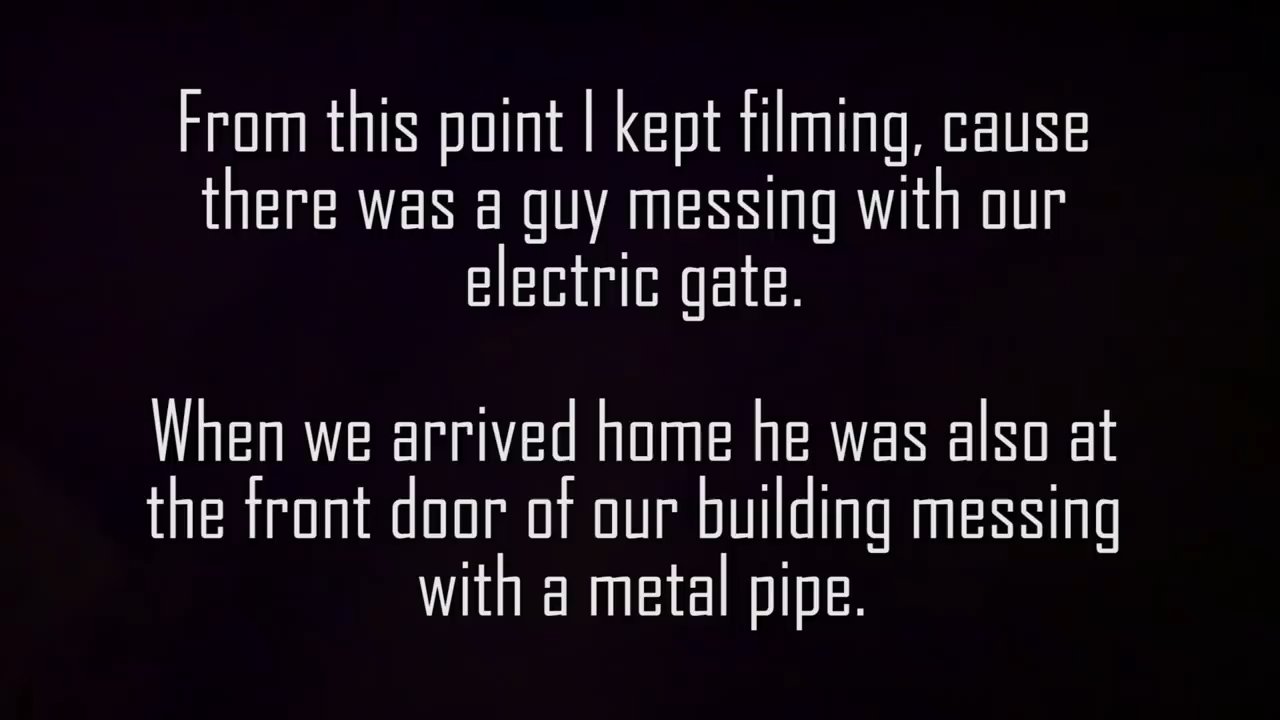 From this point I kept filming, cause
there was a guy messing with our
electric gate.
When we arrived home he was also at
the front door of our building messing
with a metal pipe.